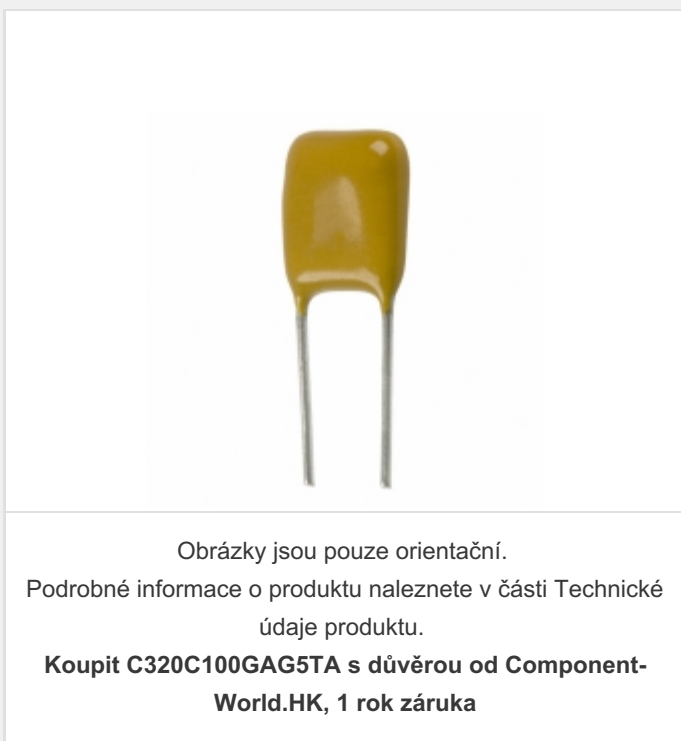 Obrázky jsou pouze orientační.
Podrobné informace o produktu naleznete v části Technické
údaje produktu.
Koupit C320C100GAG5TA s důvěrou od Component-
World.HK, 1 rok záruka